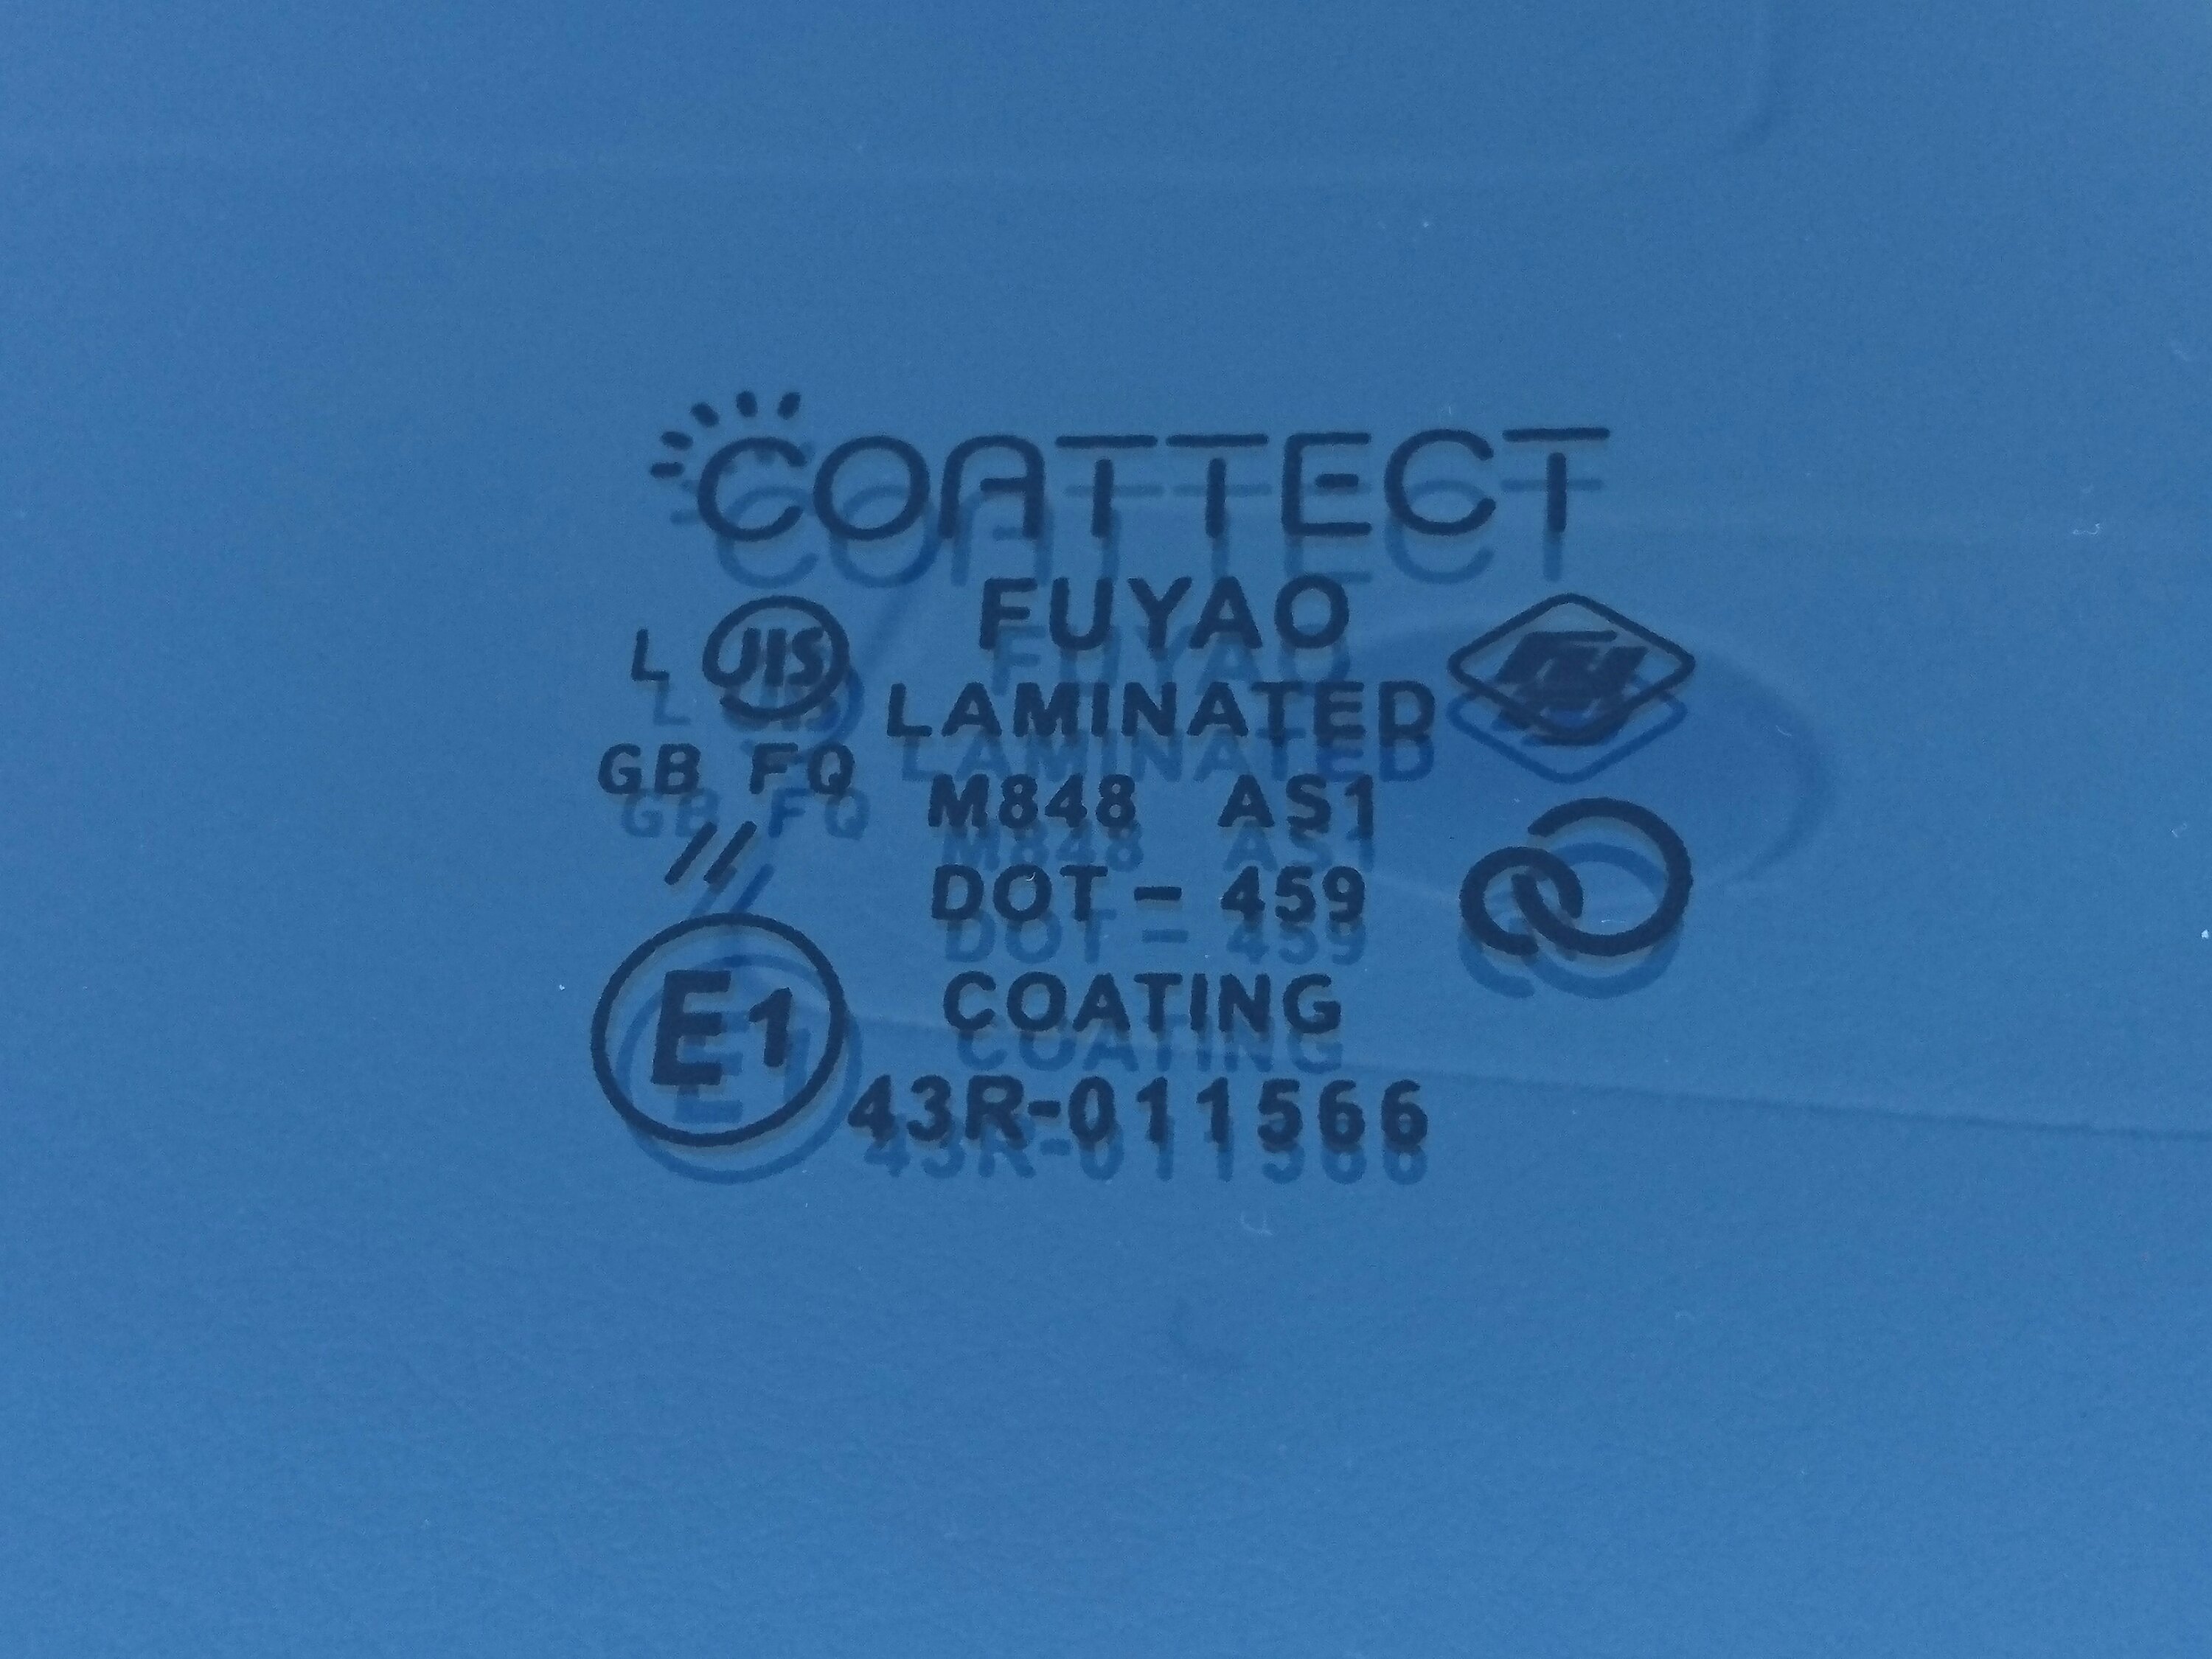 COATTECT
FUYAO
L JIS
LAMINATED
GB FQ
M848 AS1
//
DOT - 459
E1
COATING
43R-011566